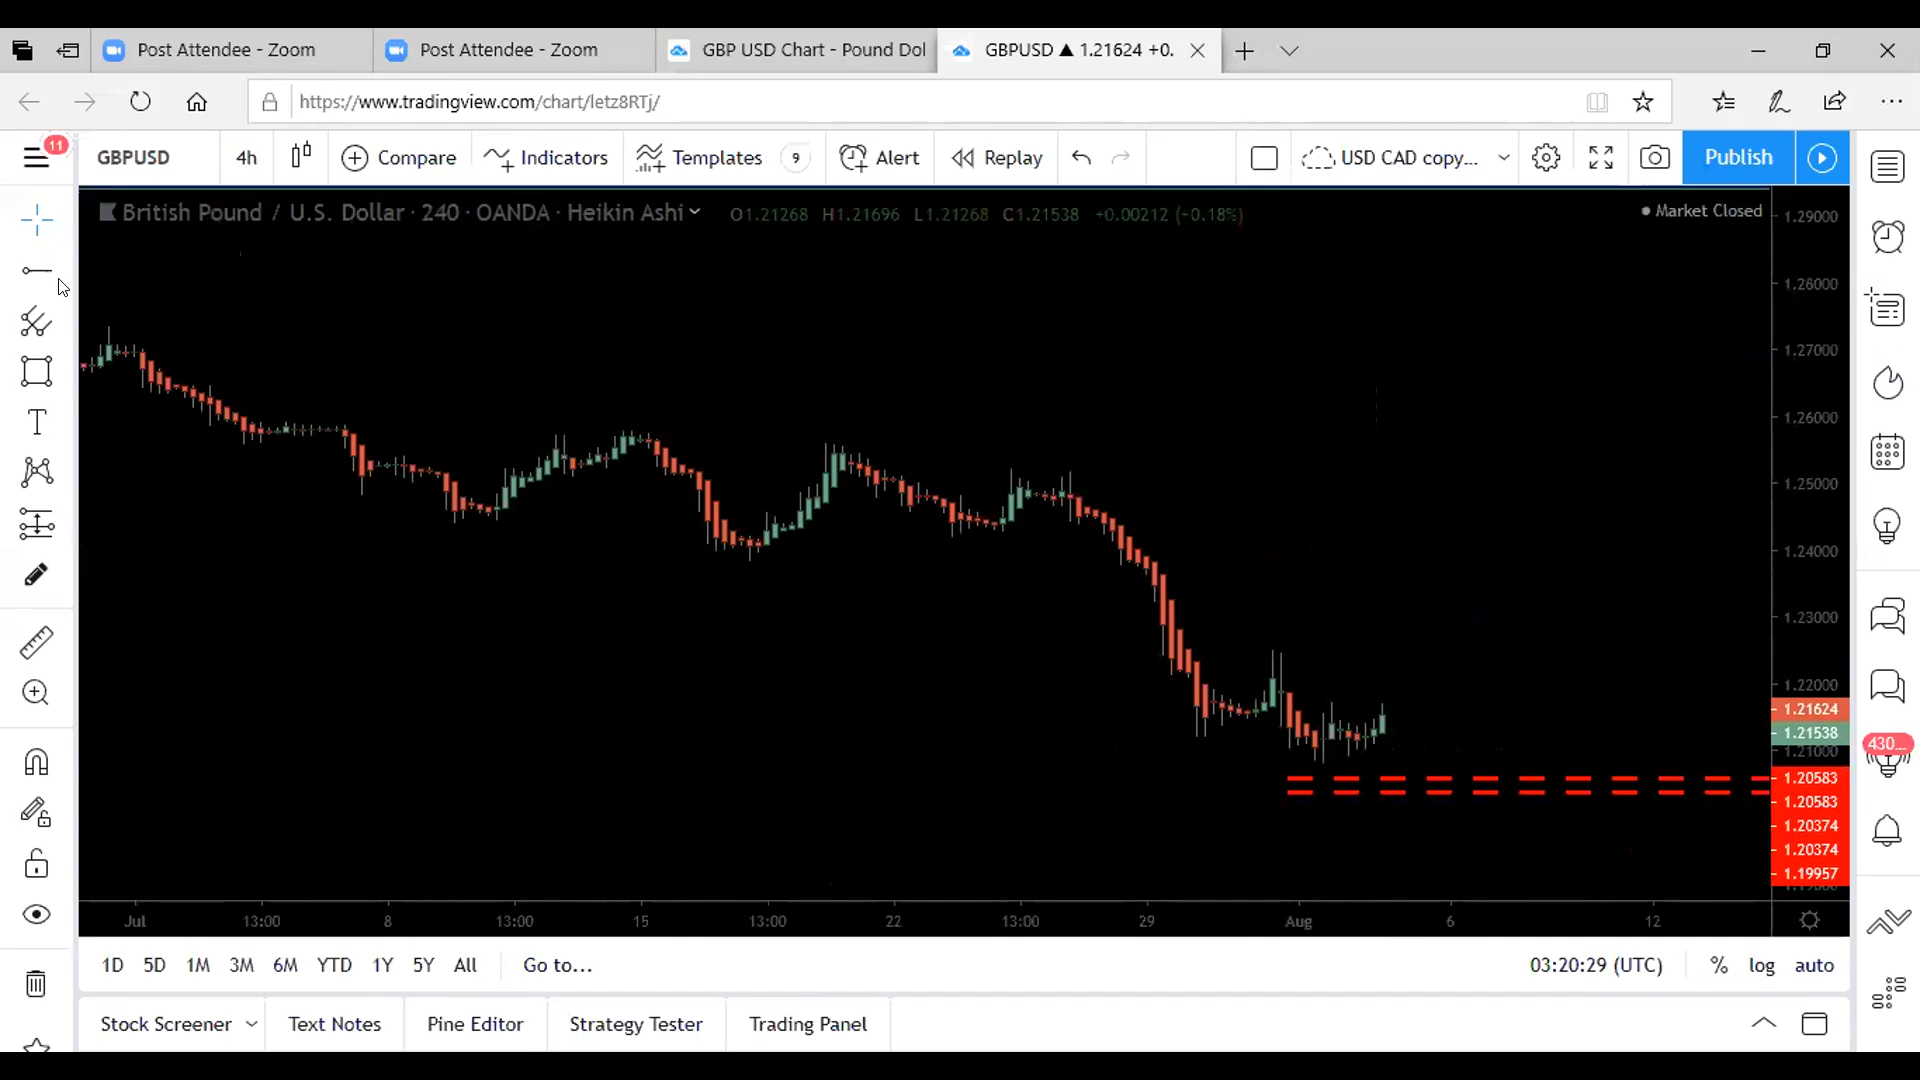 Post Attendee - Zoom
Post Attendee - Zoom
GBP USD Chart - Pound Dol
GBPUSD ▲ 1.21624 +0.
https://www.tradingview.com/chart/letz8RTj/
11
GBPUSD
4h
Compare
Indicators
Templates
9
Alert
Replay
USD CAD copy...
Publish
British Pound / U.S. Dollar · 240 · OANDA · Heikin Ashi
O1.21268 H1.21696 L1.21268 C1.21538 +0.00212 (−0.18%)
Market Closed
1.29000
1.28000
1.27000
1.26000
1.25000
1.24000
1.23000
1.22000
1.21624
1.21538
1.21000
1.20583
1.20583
1.20374
1.20374
1.19957
430...
Jul 13:00 8 13:00 15 13:00 22 13:00 29 Aug 6 12
1D 5D 1M 3M 6M YTD 1Y 5Y All Go to...
03:20:29 (UTC) % log auto
Stock Screener Text Notes Pine Editor Strategy Tester Trading Panel